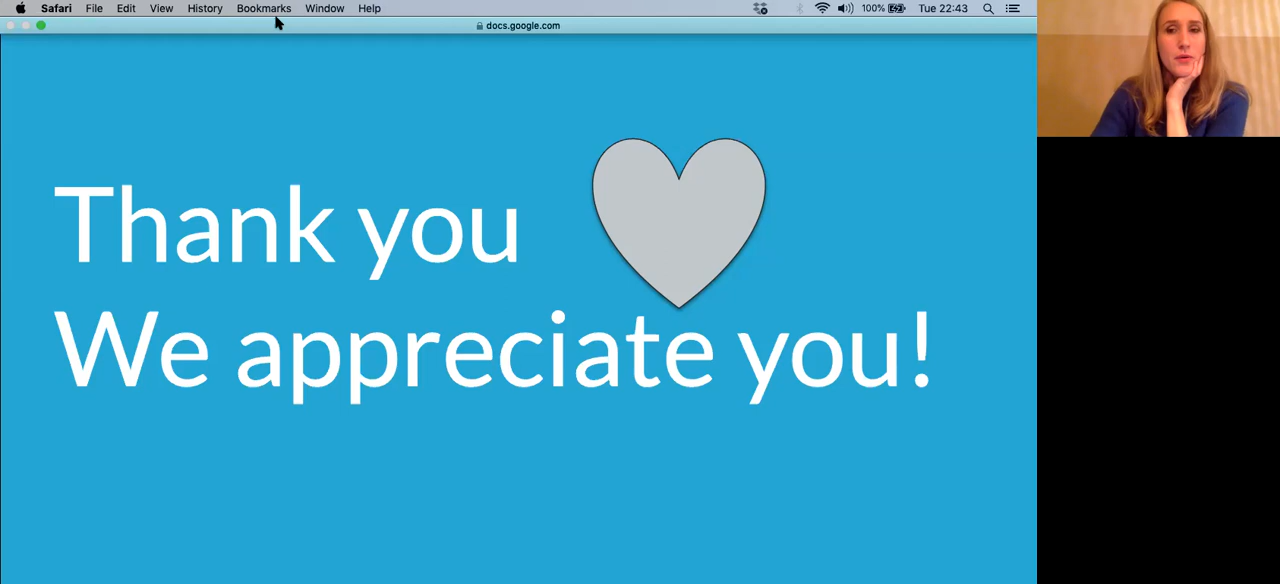 Safari File Edit View History Bookmarks Window Help 100% Tue 22:43
docs.google.com
Thank you
We appreciate you!